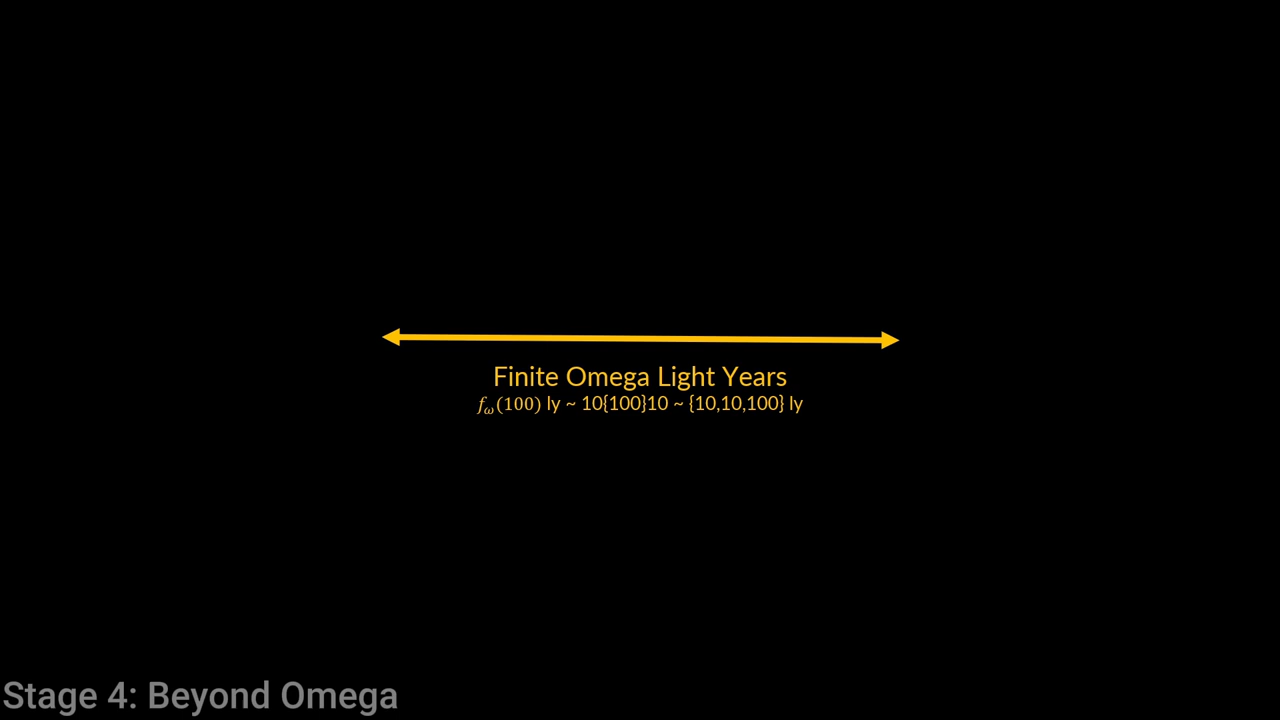 Finite Omega Light Years
f_ω(100) ly ~ 10{100}10 ~ {10,10,100} ly
Stage 4: Beyond Omega